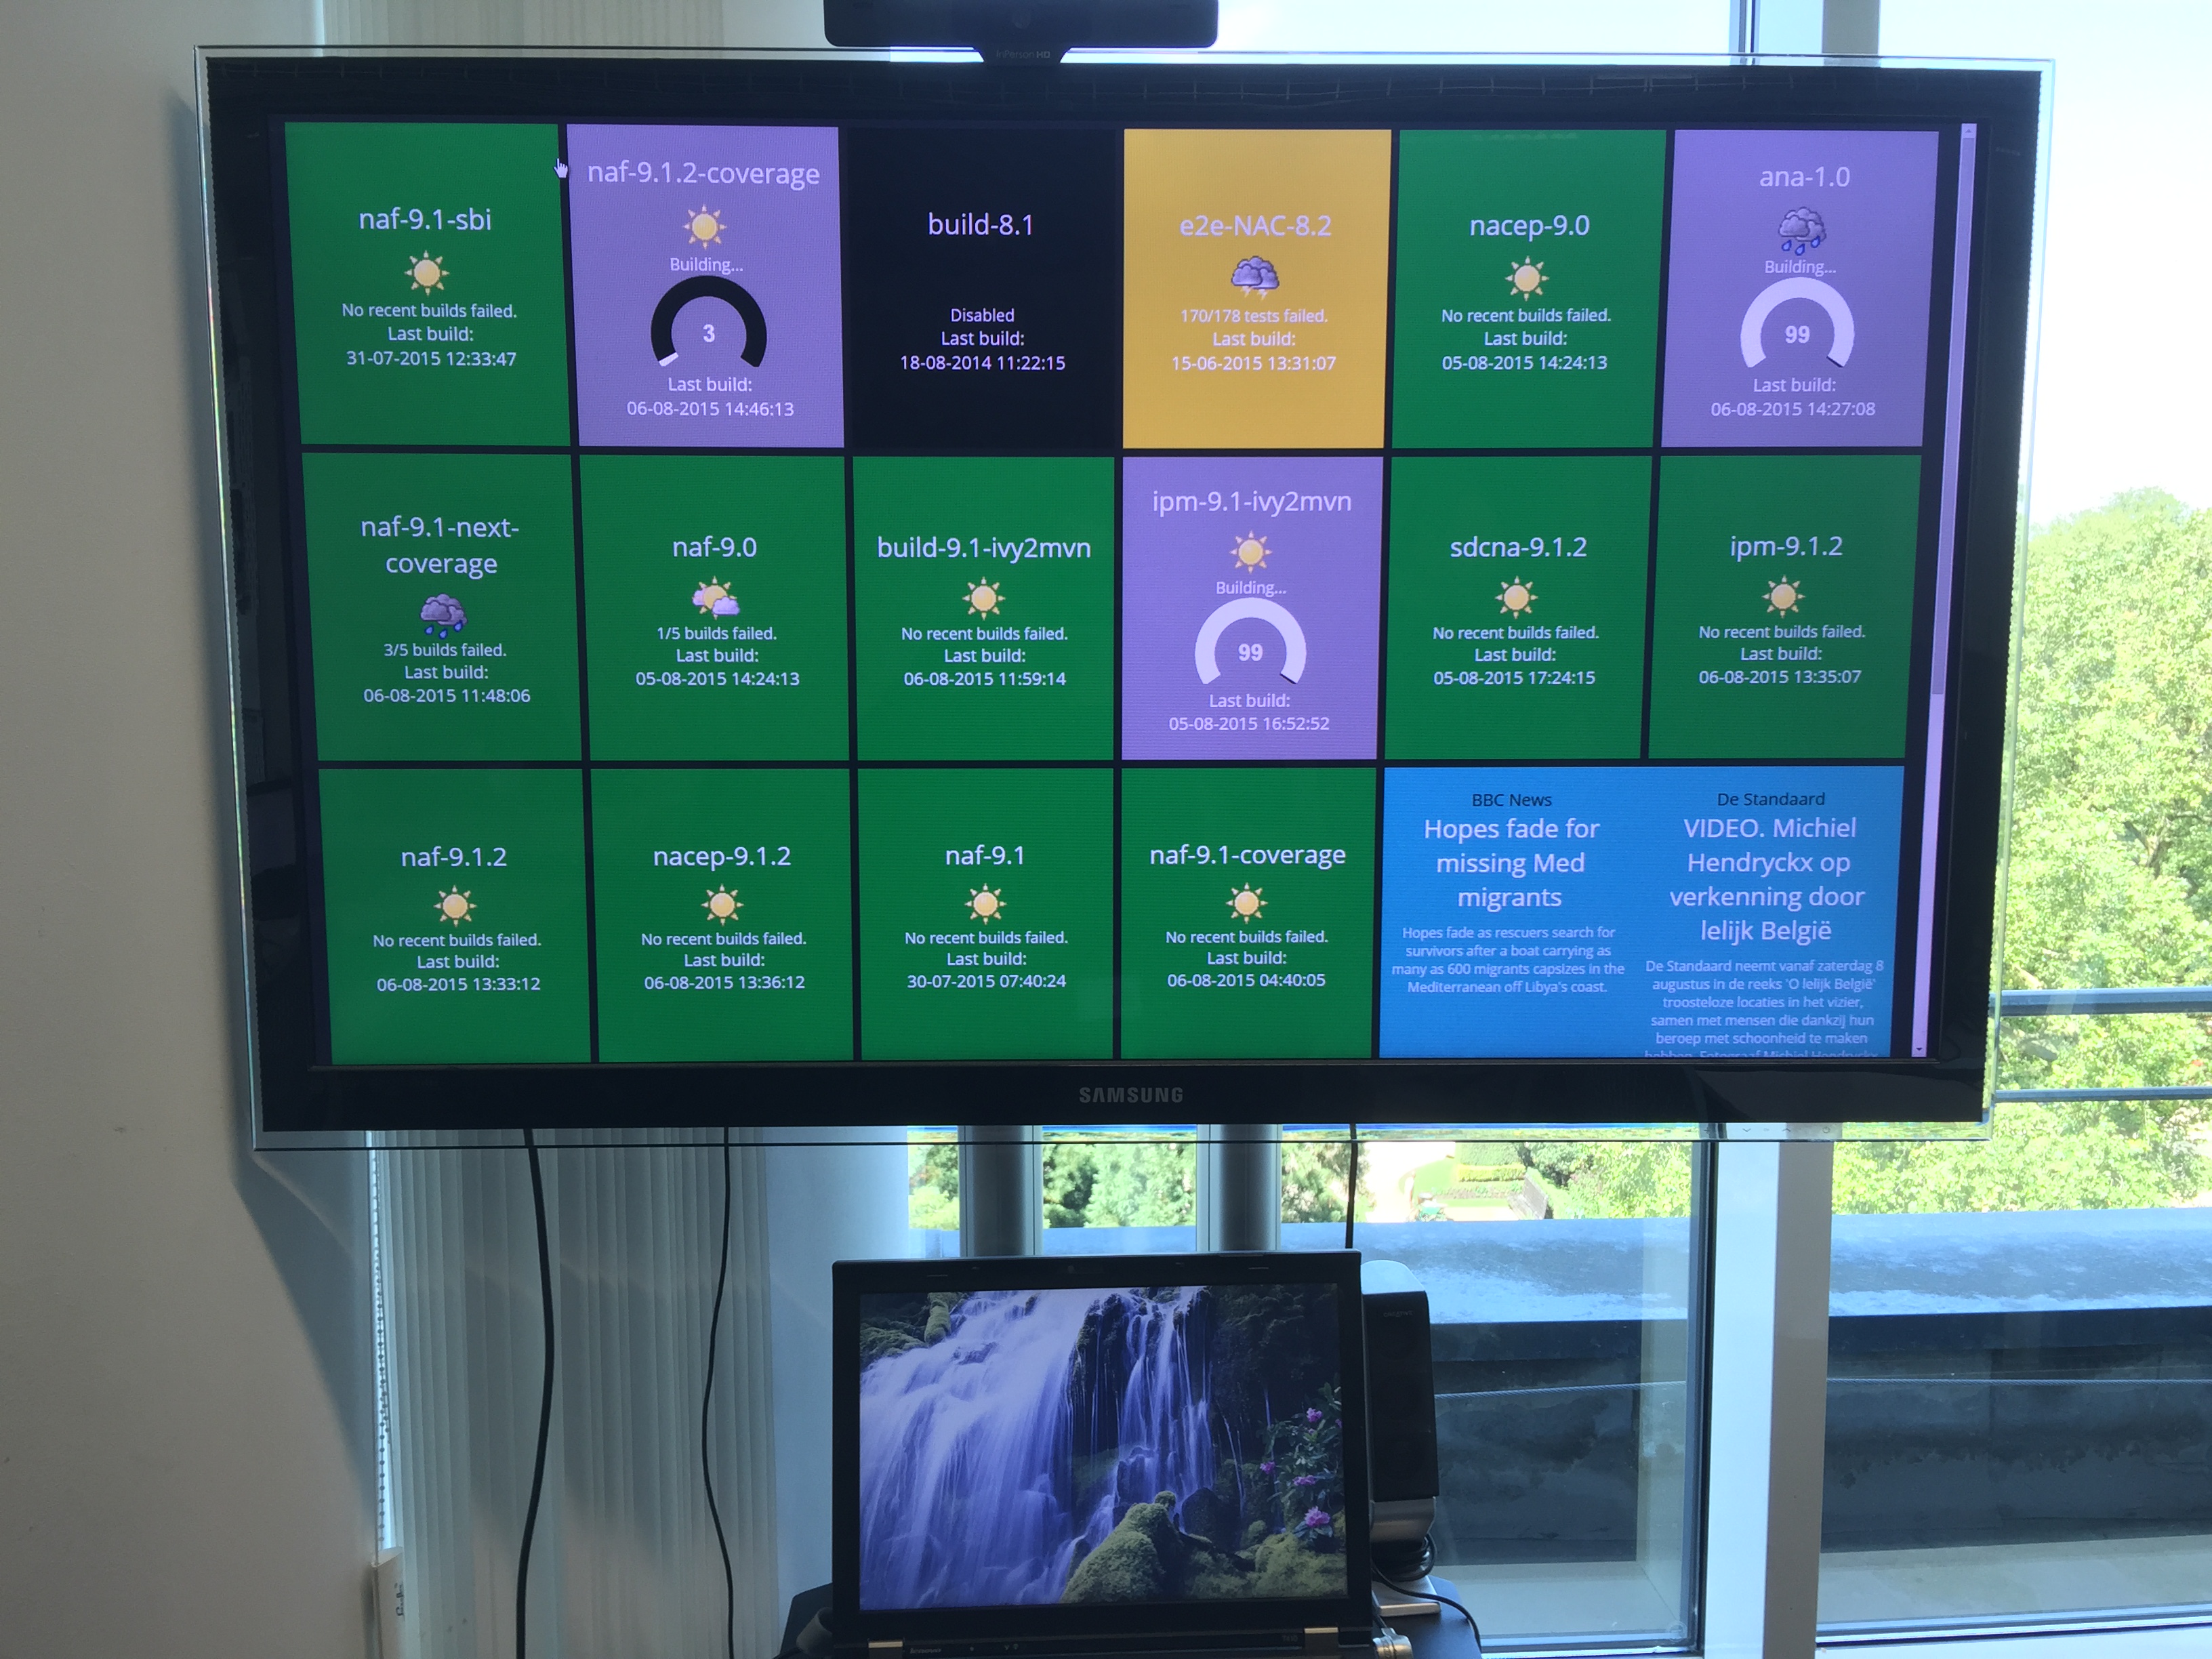 inPerson HD
naf-9.1-sbi
No recent builds failed.
Last build:
31-07-2015 12:33:47
naf-9.1.2-coverage
Building...
3
Last build:
06-08-2015 14:46:13
build-8.1
Disabled
Last build:
18-08-2014 11:22:15
e2e-NAC-8.2
170/178 tests failed.
Last build:
15-06-2015 13:31:07
nacep-9.0
No recent builds failed.
Last build:
05-08-2015 14:24:13
ana-1.0
Building...
99
Last build:
06-08-2015 14:27:08
naf-9.1-next-
coverage
3/5 builds failed.
Last build:
06-08-2015 11:48:06
naf-9.0
1/5 builds failed.
Last build:
05-08-2015 14:24:13
build-9.1-ivy2mvn
No recent builds failed.
Last build:
06-08-2015 11:59:14
ipm-9.1-ivy2mvn
Building...
99
Last build:
05-08-2015 16:52:52
sdcna-9.1.2
No recent builds failed.
Last build:
05-08-2015 17:24:15
ipm-9.1.2
No recent builds failed.
Last build:
06-08-2015 13:35:07
naf-9.1.2
No recent builds failed.
Last build:
06-08-2015 13:33:12
nacep-9.1.2
No recent builds failed.
Last build:
06-08-2015 13:36:12
naf-9.1
No recent builds failed.
Last build:
30-07-2015 07:40:24
naf-9.1-coverage
No recent builds failed.
Last build:
06-08-2015 04:40:05
BBC News
Hopes fade for
missing Med
migrants
Hopes fade as rescuers search for
survivors after a boat carrying as
many as 600 migrants capsizes in the
Mediterranean off Libya's coast.
De Standaard
VIDEO. Michiel
Hendryckx op
verkenning door
lelijk België
De Standaard neemt vanaf zaterdag 8
augustus in de reeks 'O lelijk België'
troosteloze locaties in het vizier,
samen met mensen die dankzij hun
beroep met schoonheid te maken
hebben. Fotograaf Michiel Hendryckx
SAMSUNG
lenovo